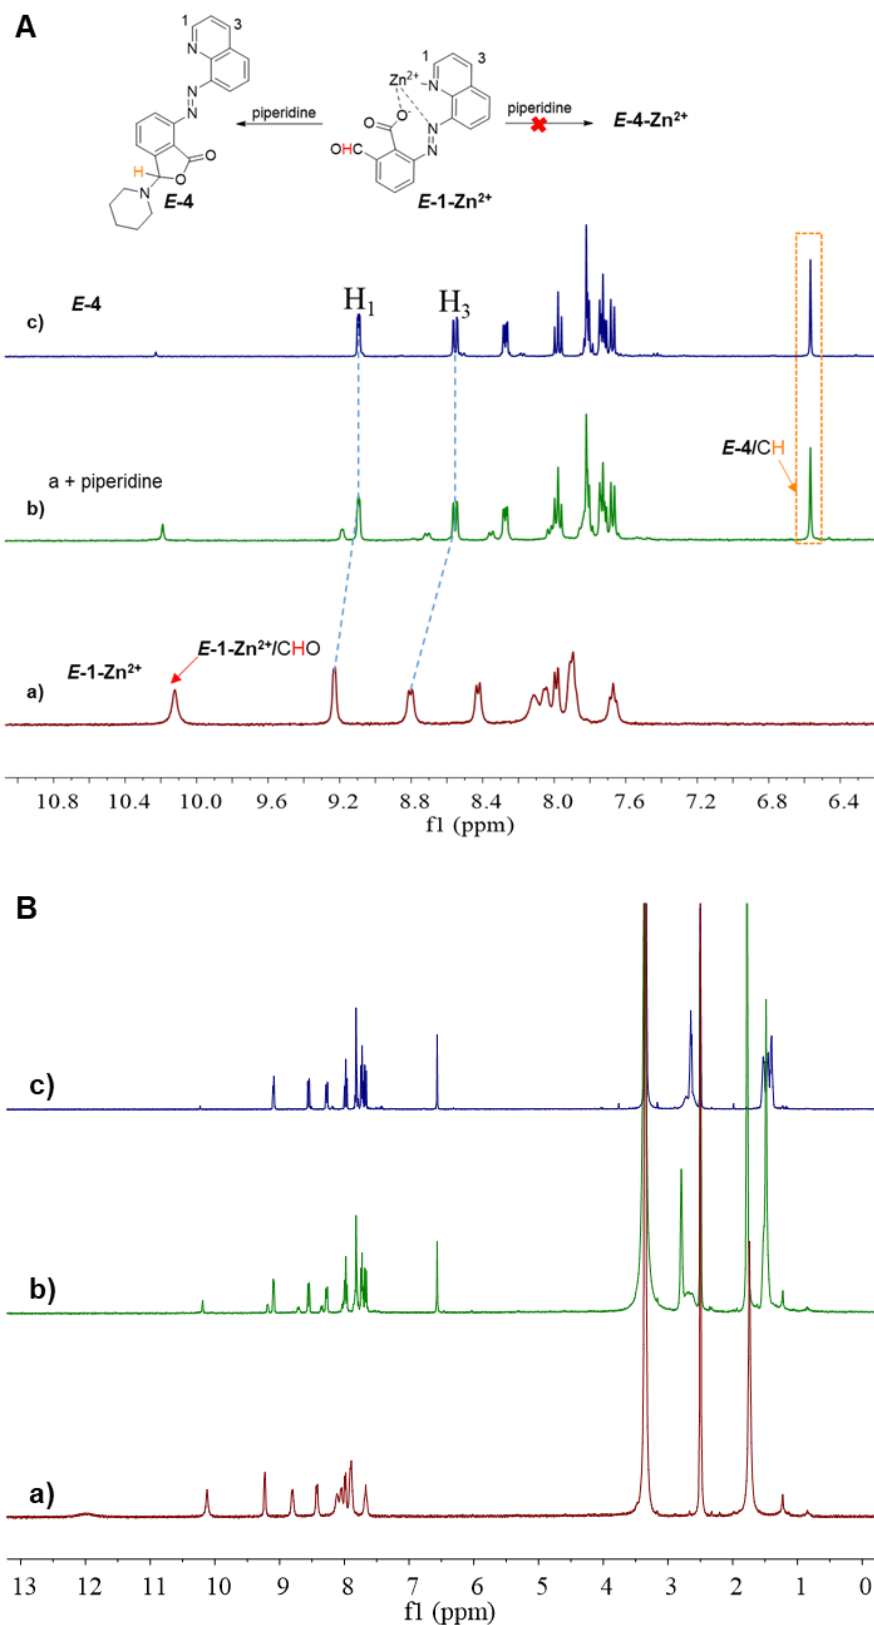 A
1
3
N
N
N
piperidine
H
O
O
N
E-4
1
3
Zn2+
N
O-
O
N
N
OHC
E-1-Zn2+
piperidine
E-4-Zn2+
E-4
H1
H3
c)
a + piperidine
E-4/CH
b)
E-1-Zn2+/CHO
E-1-Zn2+
a)
10.8 10.4 10.0 9.6 9.2 8.8 8.4 8.0 7.6 7.2 6.8 6.4
f1 (ppm)
B
c)
b)
a)
13 12 11 10 9 8 7 6 5 4 3 2 1 0
f1 (ppm)